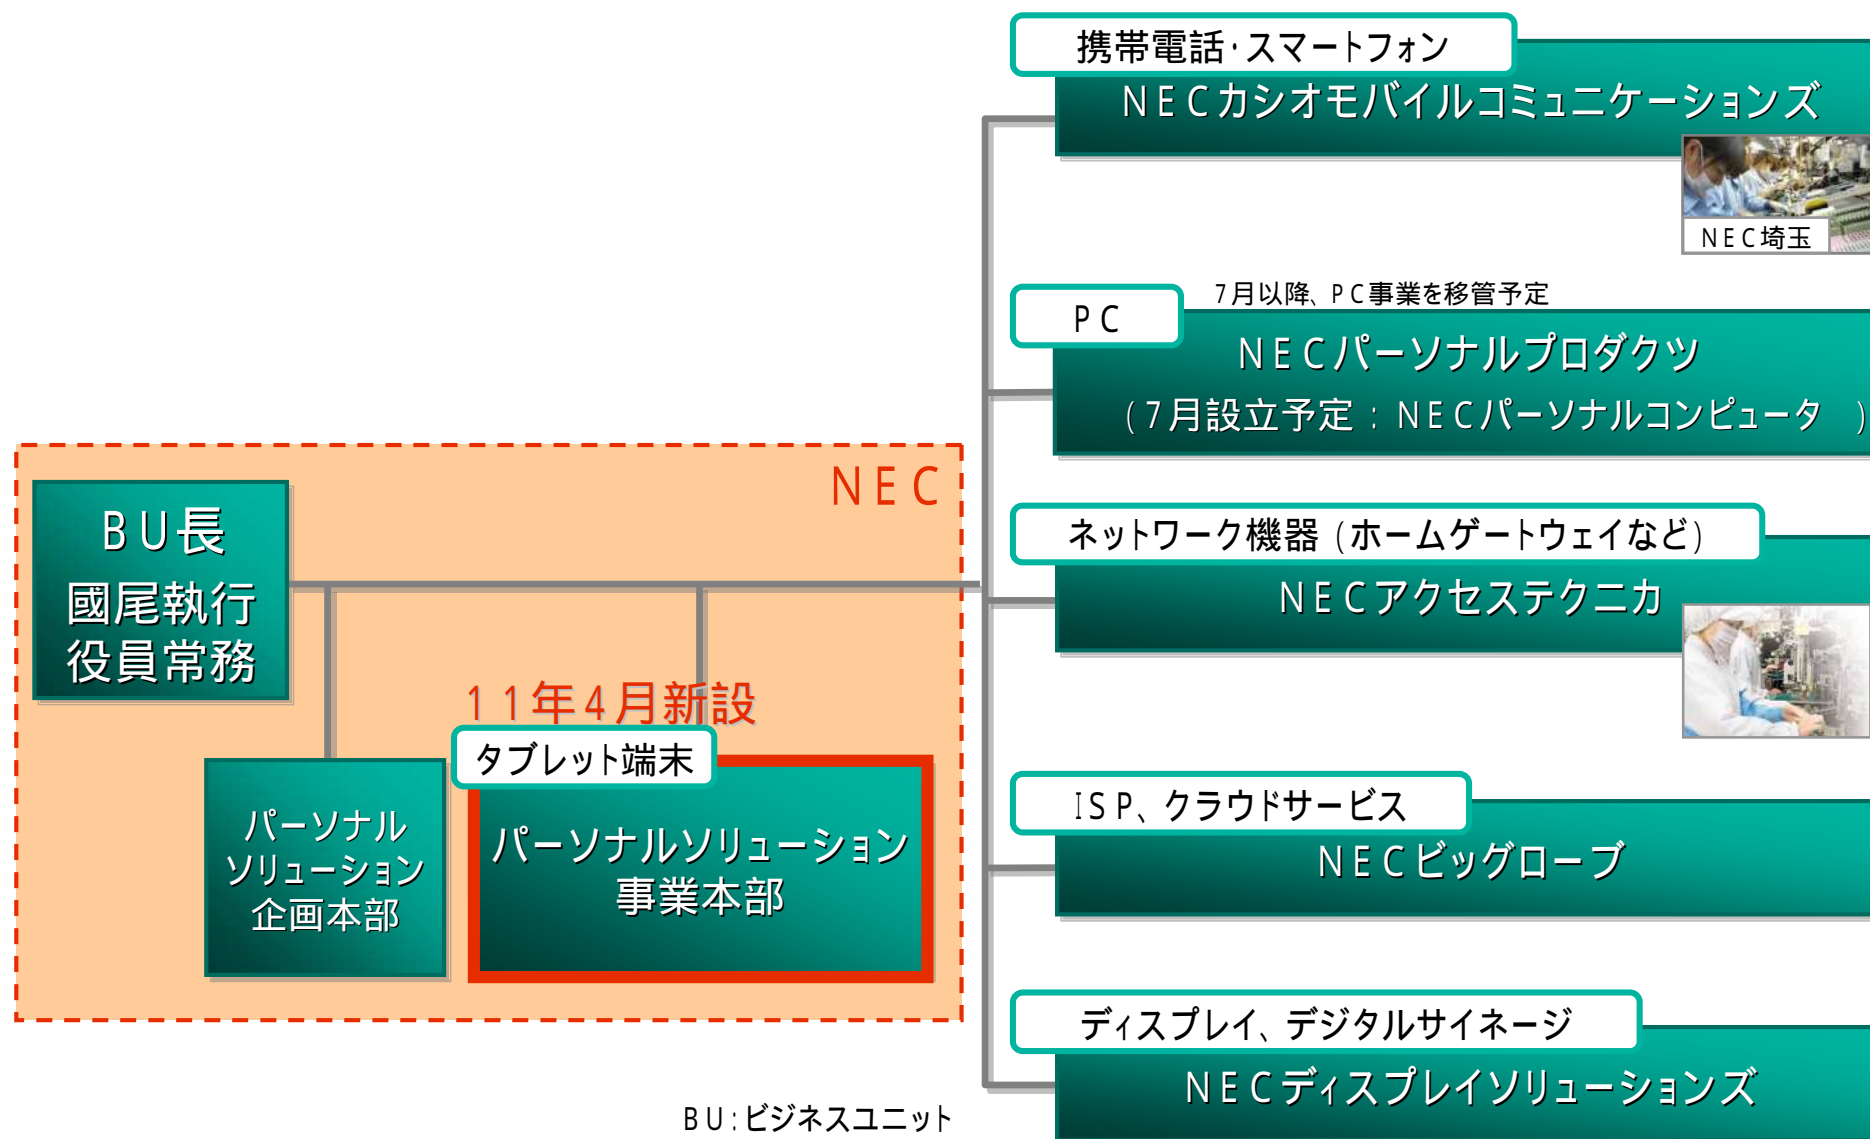 携帯電話・スマートフォン
ＮＥＣカシオモバイルコミュニケーションズ
ＮＥＣ埼玉
7月以降、ＰＣ事業を移管予定
ＰＣ
ＮＥＣパーソナルプロダクツ
（7月設立予定：ＮＥＣパーソナルコンピュータ　）
ＮＥＣ
ＢＵ長
國尾執行
役員常務
ネットワーク機器（ホームゲートウェイなど）
ＮＥＣアクセステクニカ
１１年４月新設
タブレット端末
パーソナル
ソリューション
企画本部
パーソナルソリューション
事業本部
ＩＳＰ、クラウドサービス
ＮＥＣビッグローブ
ディスプレイ、デジタルサイネージ
ＮＥＣディスプレイソリューションズ
ＢＵ：ビジネスユニット